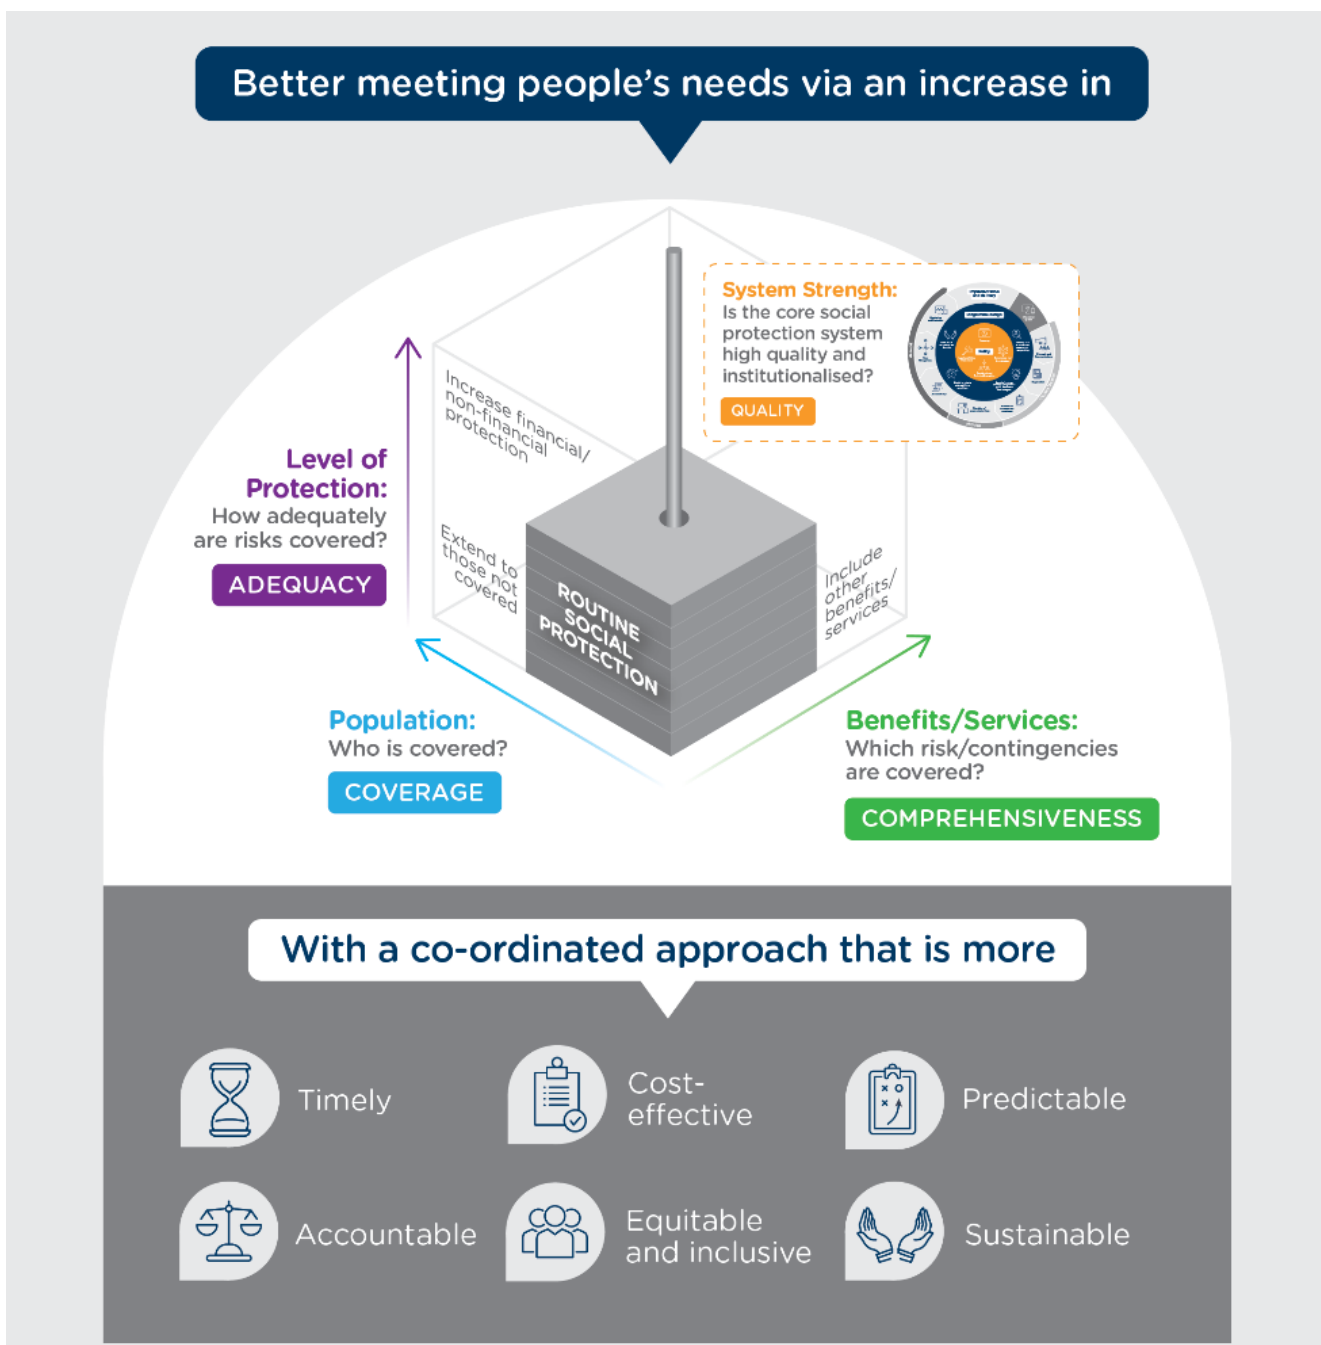 Better meeting people's needs via an increase in
System Strength:
Is the core social
protection system
high quality and
institutionalised?
QUALITY
Increase financial/
non-financial
protection
Level of
Protection:
How adequately
are risks covered?
ADEQUACY
Extend to
those not
covered
ROUTINE
SOCIAL
PROTECTION
Include
other
benefits/
services
Population:
Who is covered?
COVERAGE
Benefits/Services:
Which risk/contingencies
are covered?
COMPREHENSIVENESS
With a co-ordinated approach that is more
Timely
Cost-
effective
Predictable
Accountable
Equitable
and inclusive
Sustainable